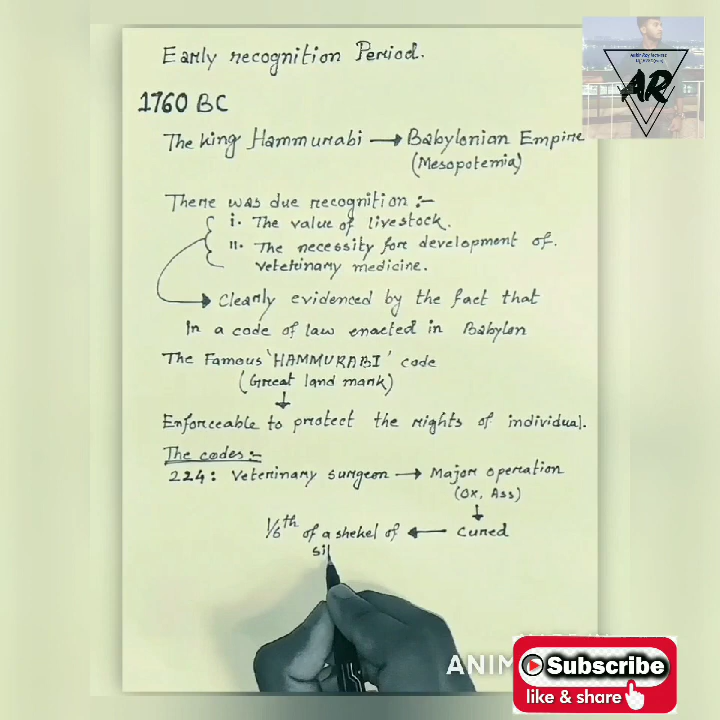 Early recognition Period.
1760 BC
The king Hammurabi → Babylonian Empire
(Mesopotemia)
There was due recognition :-
i. The value of livestock.
ii. The necessity for development of.
veterinary medicine.
Clearly evidenced by the fact that
In a code of law enacted in Babylon
The Famous 'HAMMURABI' code
(Great land mark)
Enforceable to protect the rights of individual.
The codes:-
224: Veterinary surgeon → Major operation
(Ox, Ass)
1/6th of a shekel of ← cured
sil
AR
ANIM
Subscribe
like & share